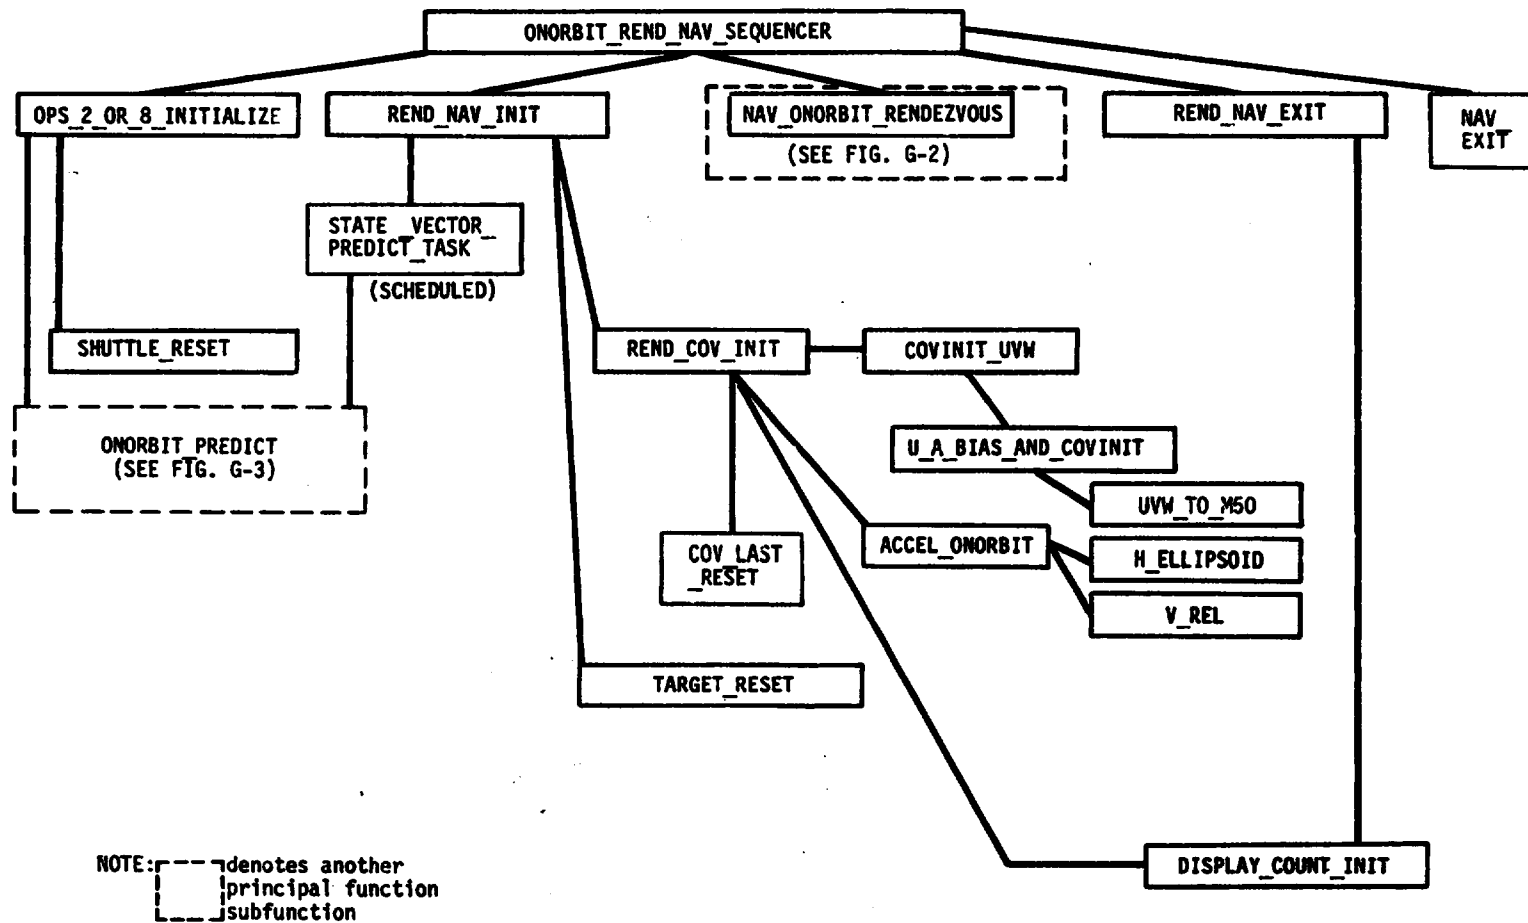 ONORBIT_REND_NAV_SEQUENCER
OPS_2_OR_8_INITIALIZE
REND_NAV_INIT
NAV_ONORBIT_RENDEZVOUS
(SEE FIG. G-2)
REND_NAV_EXIT
NAV_
EXIT
STATE_VECTOR_
PREDICT_TASK
(SCHEDULED)
SHUTTLE_RESET
REND_COV_INIT
COVINIT_UVW
ONORBIT_PREDICT
(SEE FIG. G-3)
U_A_BIAS_AND_COVINIT
UVW_TO_M50
COV_LAST
_RESET
ACCEL_ONORBIT
H_ELLIPSOID
V_REL
TARGET_RESET
DISPLAY_COUNT_INIT
NOTE: denotes another
principal function
subfunction